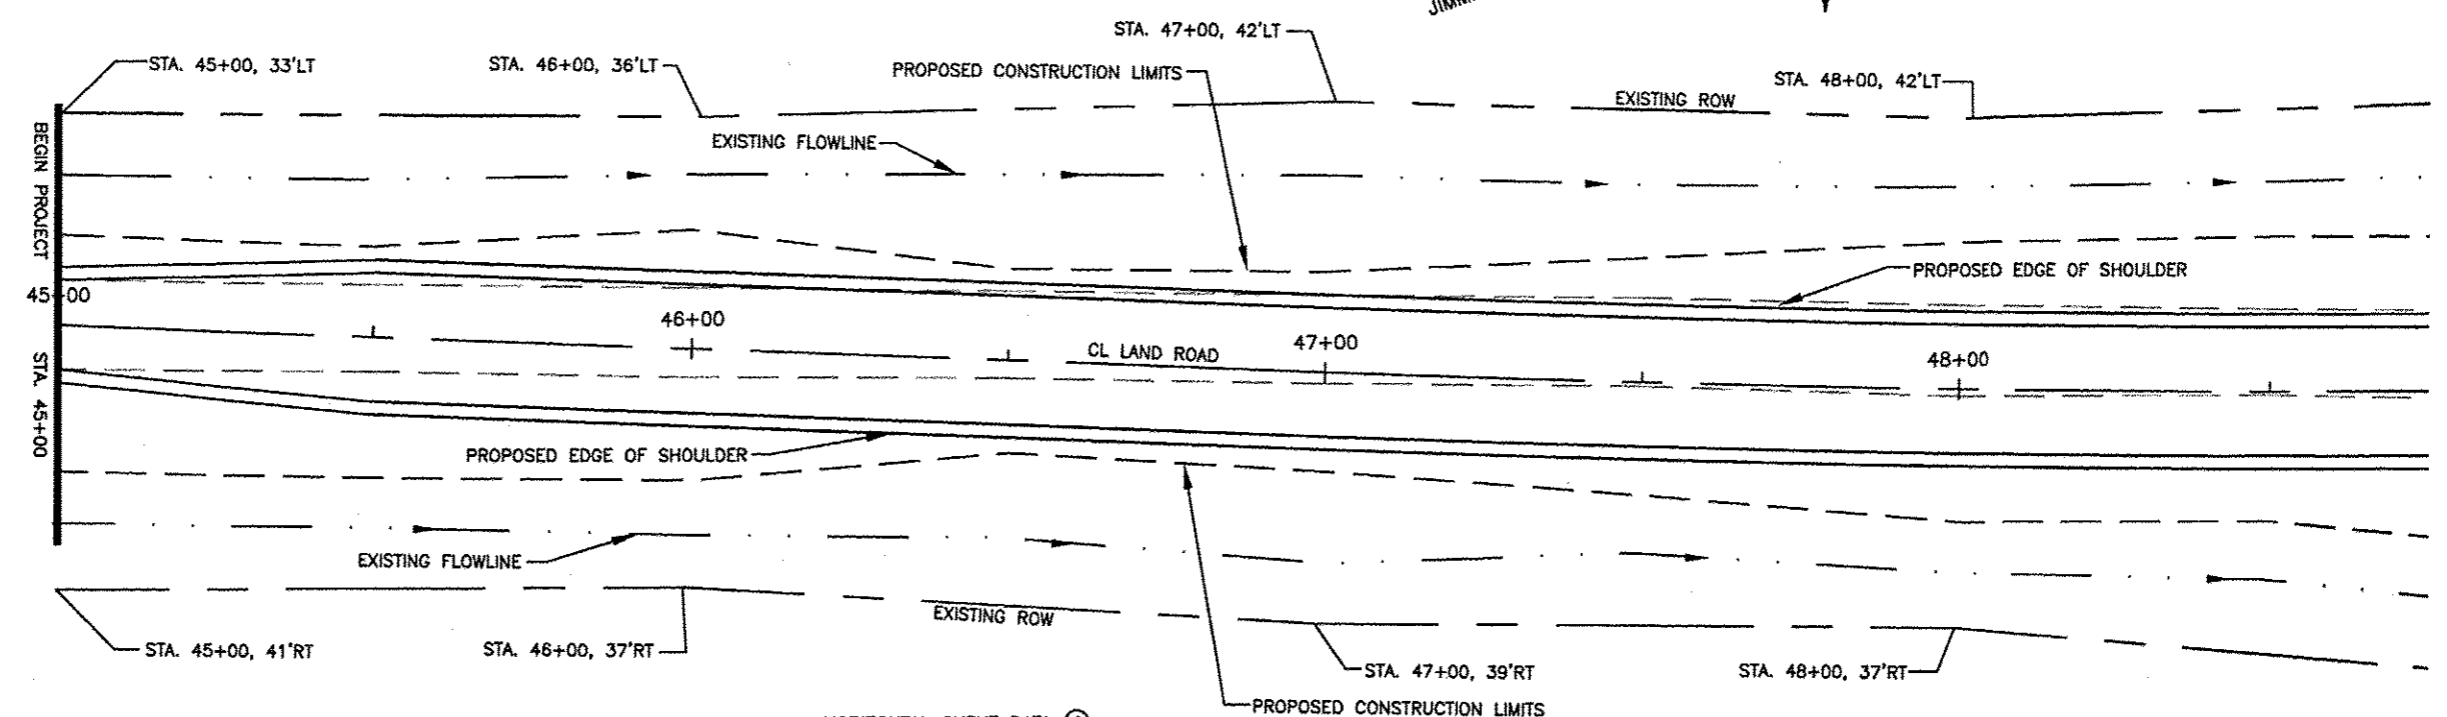 STA. 47+00, 42'LT
STA. 45+00, 33'LT
STA. 46+00, 36'LT
PROPOSED CONSTRUCTION LIMITS
STA. 48+00, 42'LT
EXISTING ROW
EXISTING FLOWLINE
BEGIN PROJECT STA. 45+00
PROPOSED EDGE OF SHOULDER
45+00
46+00
47+00
CL LAND ROAD
48+00
PROPOSED EDGE OF SHOULDER
EXISTING FLOWLINE
EXISTING ROW
STA. 45+00, 41'RT
STA. 46+00, 37'RT
STA. 47+00, 39'RT
STA. 48+00, 37'RT
PROPOSED CONSTRUCTION LIMITS